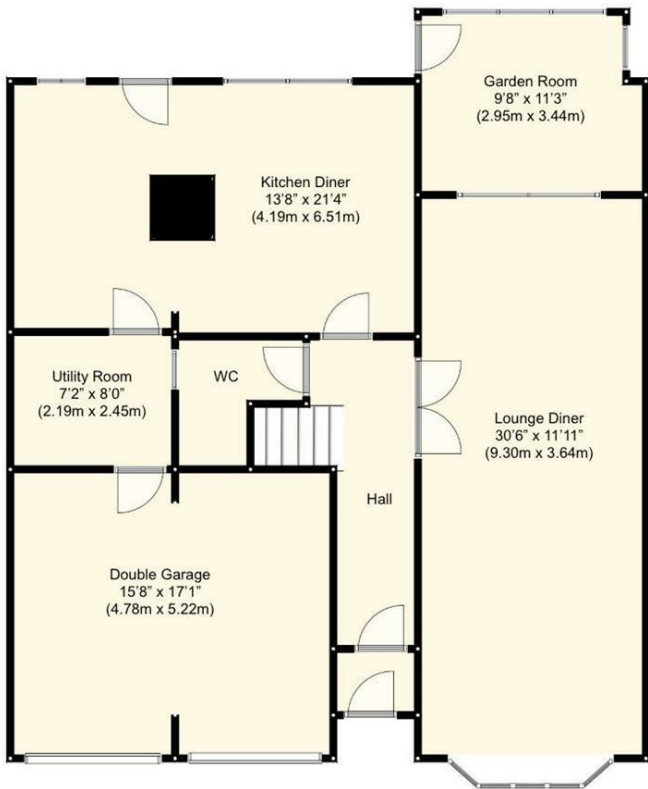 Garden Room
9'8" x 11'3"
(2.95m x 3.44m)
Kitchen Diner
13'8" x 21'4"
(4.19m x 6.51m)
Utility Room
7'2" x 8'0"
(2.19m x 2.45m)
WC
Lounge Diner
30'6" x 11'11"
(9.30m x 3.64m)
Hall
Double Garage
15'8" x 17'1"
(4.78m x 5.22m)